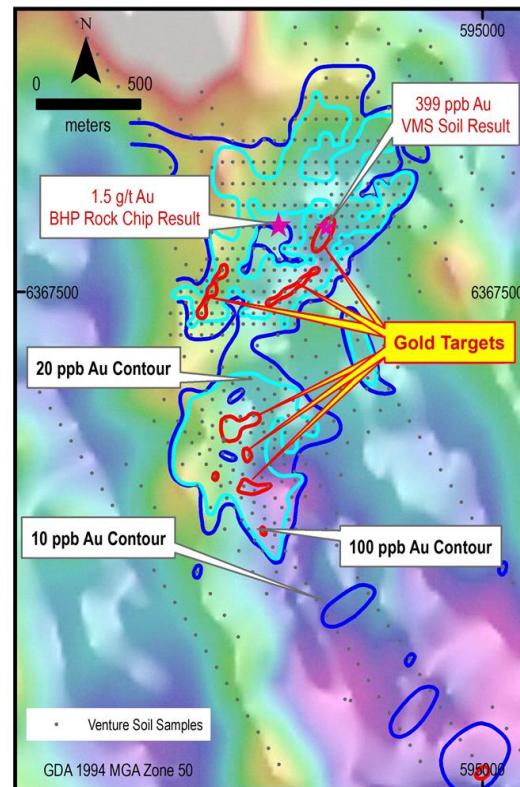 N
595000
0 500
meters
399 ppb Au
VMS Soil Result
1.5 g/t Au
BHP Rock Chip Result
6367500
6367500
Gold Targets
20 ppb Au Contour
10 ppb Au Contour
100 ppb Au Contour
Venture Soil Samples
GDA 1994 MGA Zone 50
595000